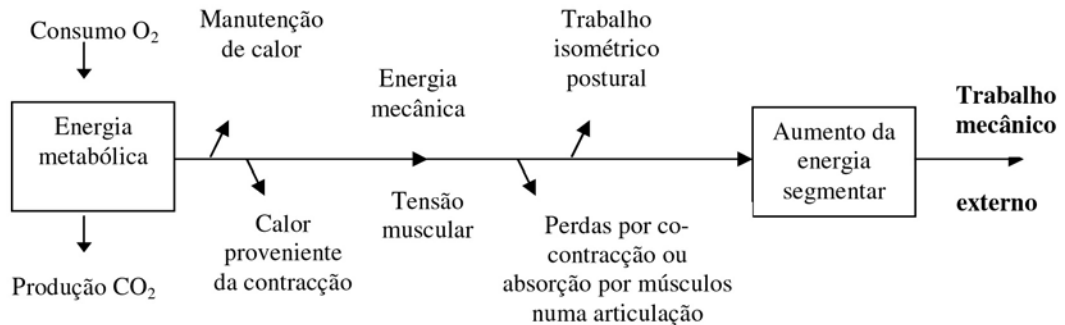 Consumo O₂
Energia
metabólica
Produção CO₂
Manutenção
de calor
Calor
proveniente
da contracção
Energia
mecânica
Tensão
muscular
Trabalho
isométrico
postural
Perdas por co-
contracção ou
absorção por músculos
numa articulação
Aumento da
energia
segmentar
Trabalho
mecânico
externo